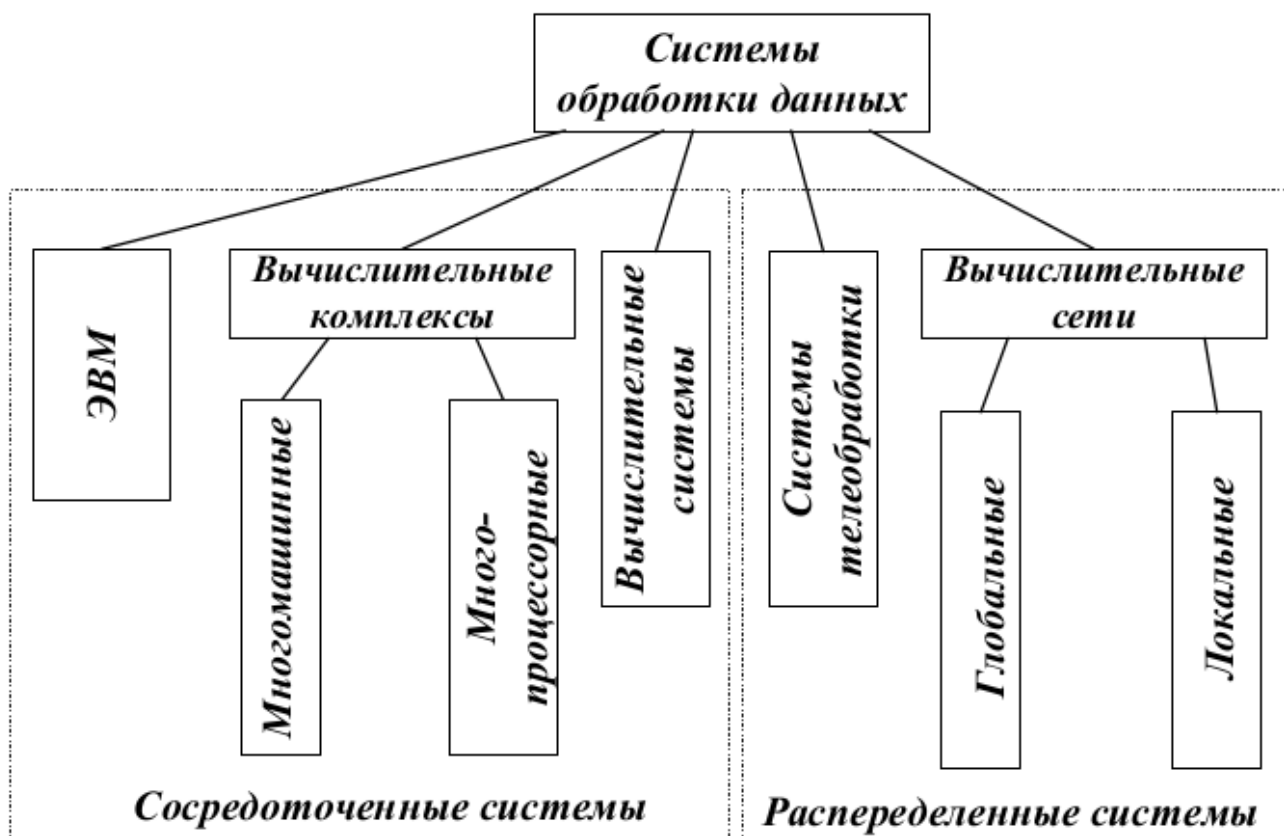 Системы
обработки данных
ЭВМ
Вычислительные
комплексы
Многомашинные
Много-
процессорные
Вычислительные
системы
Системы
телеобработки
Вычислительные
сети
Глобальные
Локальные
Сосредоточенные системы
Распеределенные системы